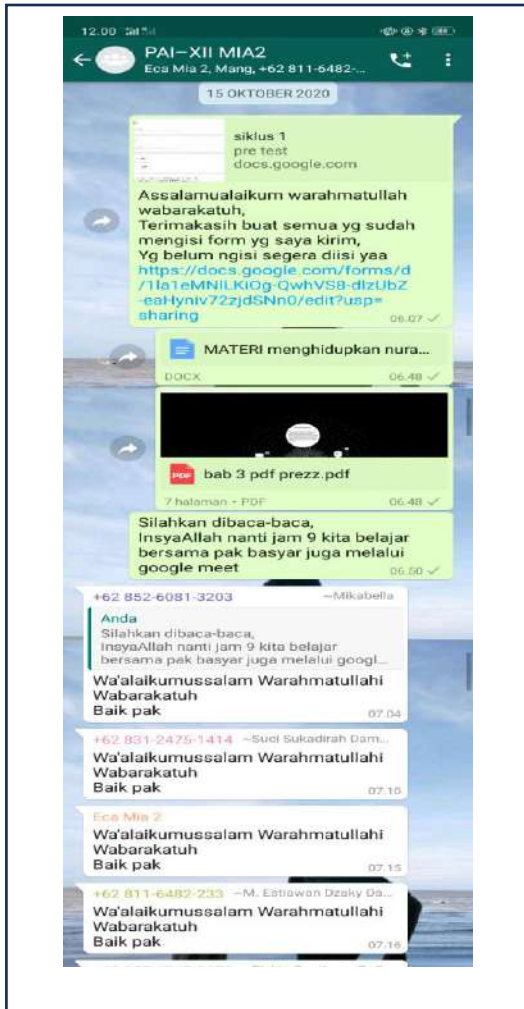 12.00
PAI-XII MIA2
Eca Mia 2, Mang, +62 811-6482-...
15 OKTOBER 2020
siklus 1
pre test
docs.google.com
Assalamualaikum warahmatullah
wabarakatuh,
Terimakasih buat semua yg sudah
mengisi form yg saya kirim,
Yg belum ngisi segera diisi yaa
https://docs.google.com/forms/d
/1la1eMNlLKiOg-QwhVS8-dlzUbZ
-eaHyniv72zjdSNn0/edit?usp=
sharing
06.07
MATERI menghidupkan nura...
DOCX 06.48
bab 3 pdf prezz.pdf
PDF
7 halaman • PDF 06.48
Silahkan dibaca-baca,
InsyaAllah nanti jam 9 kita belajar
bersama pak basyar juga melalui
google meet
06.50
+62 852-6081-3203 ~Mikabella
Anda
Silahkan dibaca-baca,
InsyaAllah nanti jam 9 kita belajar
bersama pak basyar juga melalui googl...
Wa'alaikumussalam Warahmatullahi
Wabarakatuh
Baik pak
07.04
+62 831-2475-1414 ~Suci Sukadirah Dam...
Wa'alaikumussalam Warahmatullahi
Wabarakatuh
Baik pak
07.15
Eca Mia 2
Wa'alaikumussalam Warahmatullahi
Wabarakatuh
Baik pak
07.15
+62 811-6482-233 ~M. Dzaky Da...
Wa'alaikumussalam Warahmatullahi
Wabarakatuh
Baik pak
07.16